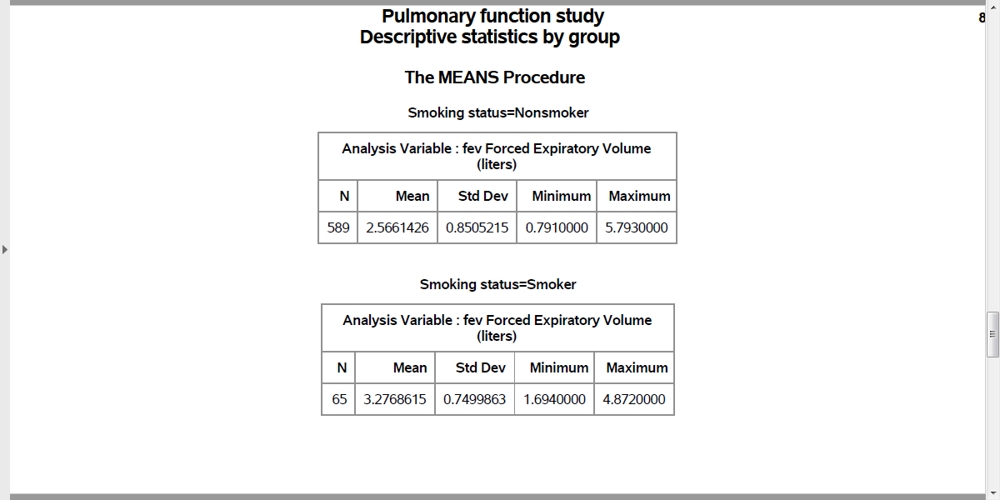 Pulmonary function study
8
Descriptive statistics by group
The MEANS Procedure
Smoking status=Nonsmoker
Analysis Variable : fev Forced Expiratory Volume
(liters)
N Mean Std Dev Minimum Maximum
589 2.5661426 0.8505215 0.7910000 5.7930000
Smoking status=Smoker
Analysis Variable : fev Forced Expiratory Volume
(liters)
N Mean Std Dev Minimum Maximum
65 3.2768615 0.7499863 1.6940000 4.8720000